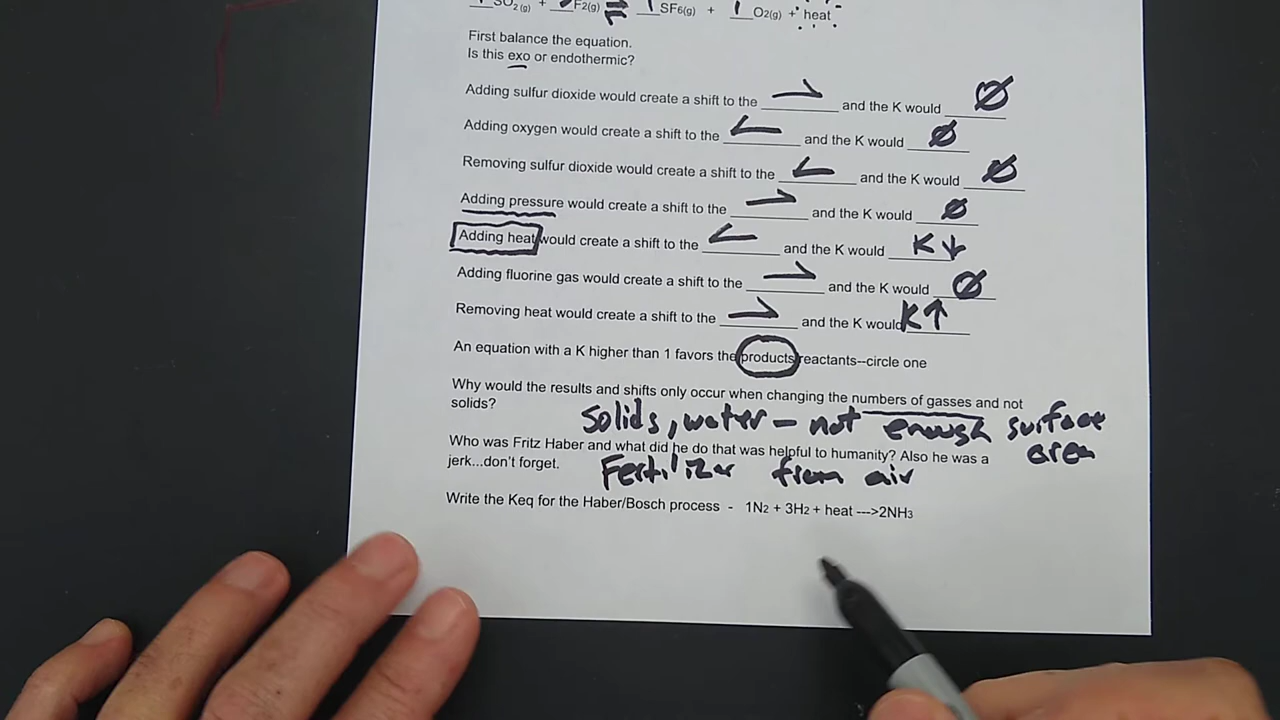 SO2 (g) + F2(g) ⇌ SF6(g) + O2(g) + heat
First balance the equation.
Is this exo or endothermic?
Adding sulfur dioxide would create a shift to the → and the K would Ø
Adding oxygen would create a shift to the ← and the K would Ø
Removing sulfur dioxide would create a shift to the ← and the K would Ø
Adding pressure would create a shift to the → and the K would Ø
Adding heat would create a shift to the ← and the K would K↓
Adding fluorine gas would create a shift to the → and the K would Ø
Removing heat would create a shift to the → and the K would K↑
An equation with a K higher than 1 favors the products reactants--circle one
Why would the results and shifts only occur when changing the numbers of gasses and not
solids? Solids, water - not enough surface
area
Who was Fritz Haber and what did he do that was helpful to humanity? Also he was a
jerk...don't forget. Fertilizer from air
Write the Keq for the Haber/Bosch process - 1N2 + 3H2 + heat --->2NH3